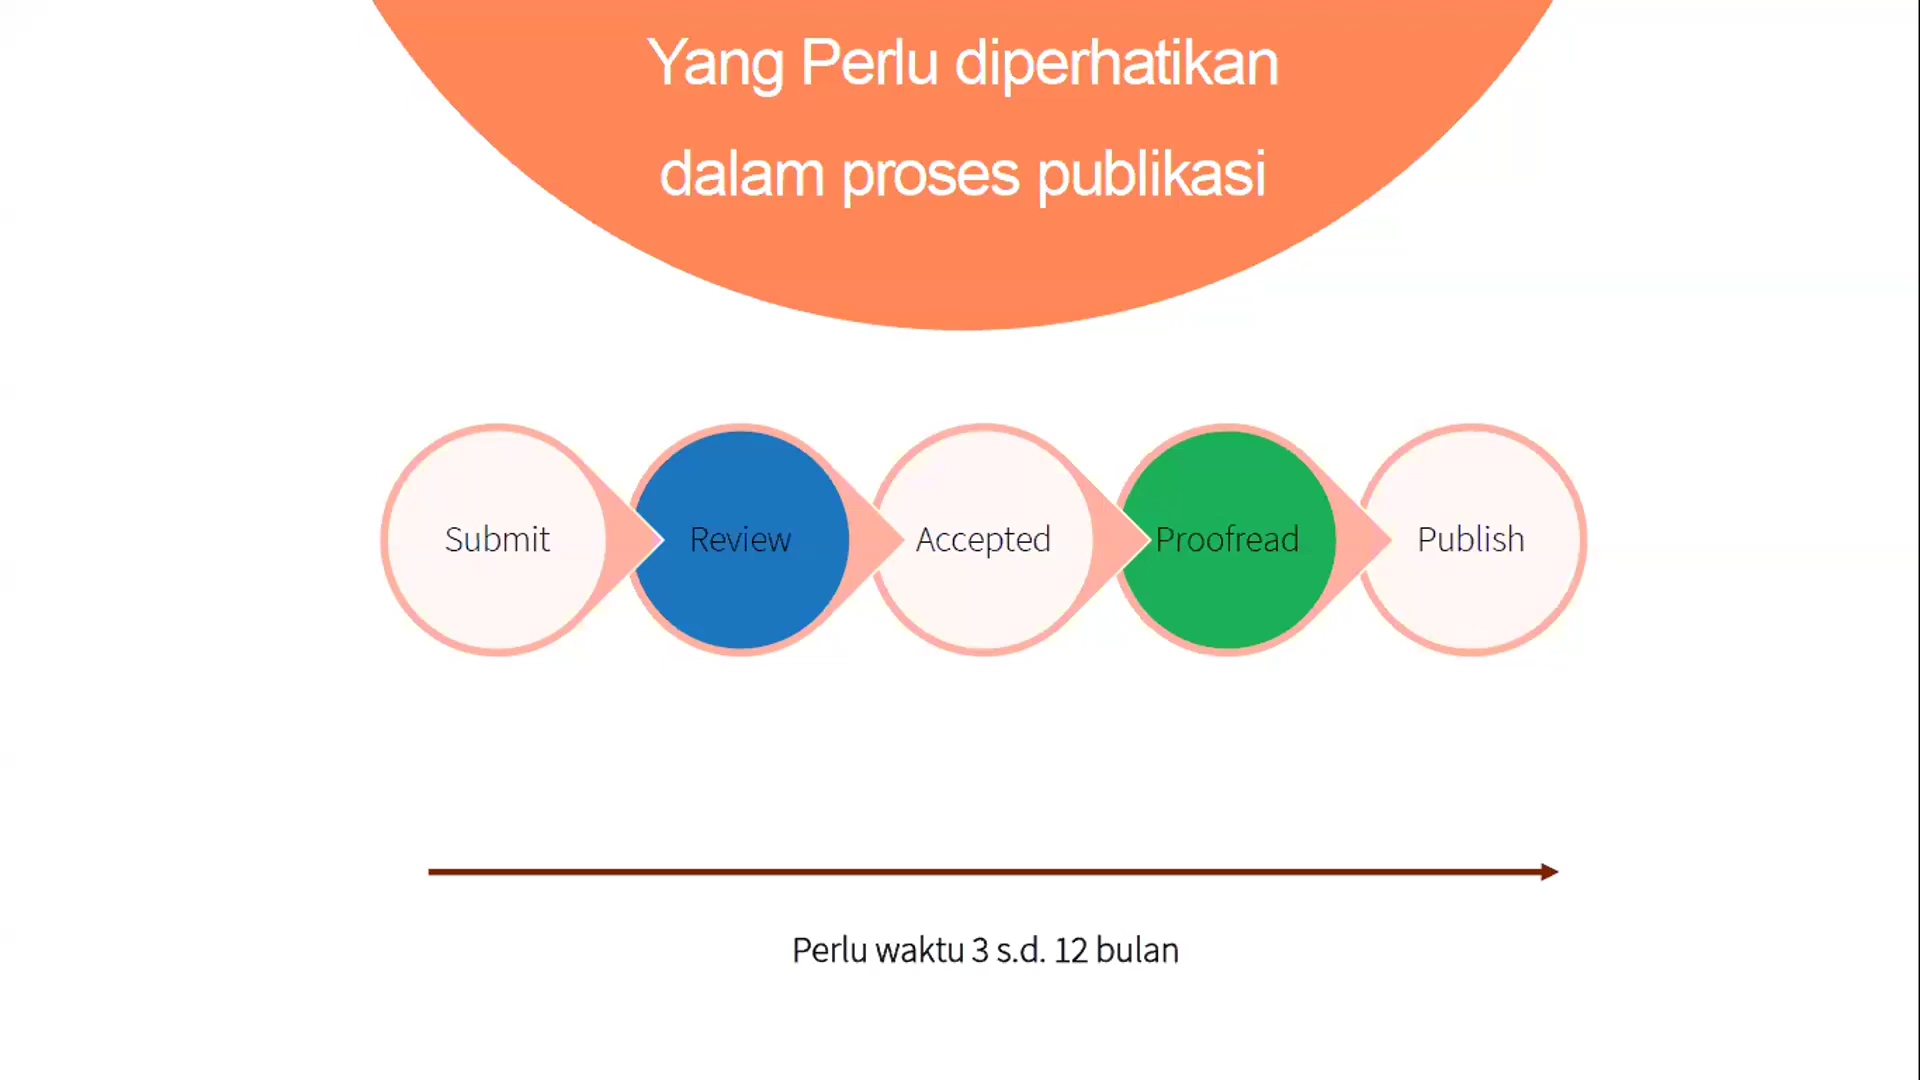 Yang Perlu diperhatikan
dalam proses publikasi
Submit
Review
Accepted
Proofread
Publish
Perlu waktu 3 s.d. 12 bulan